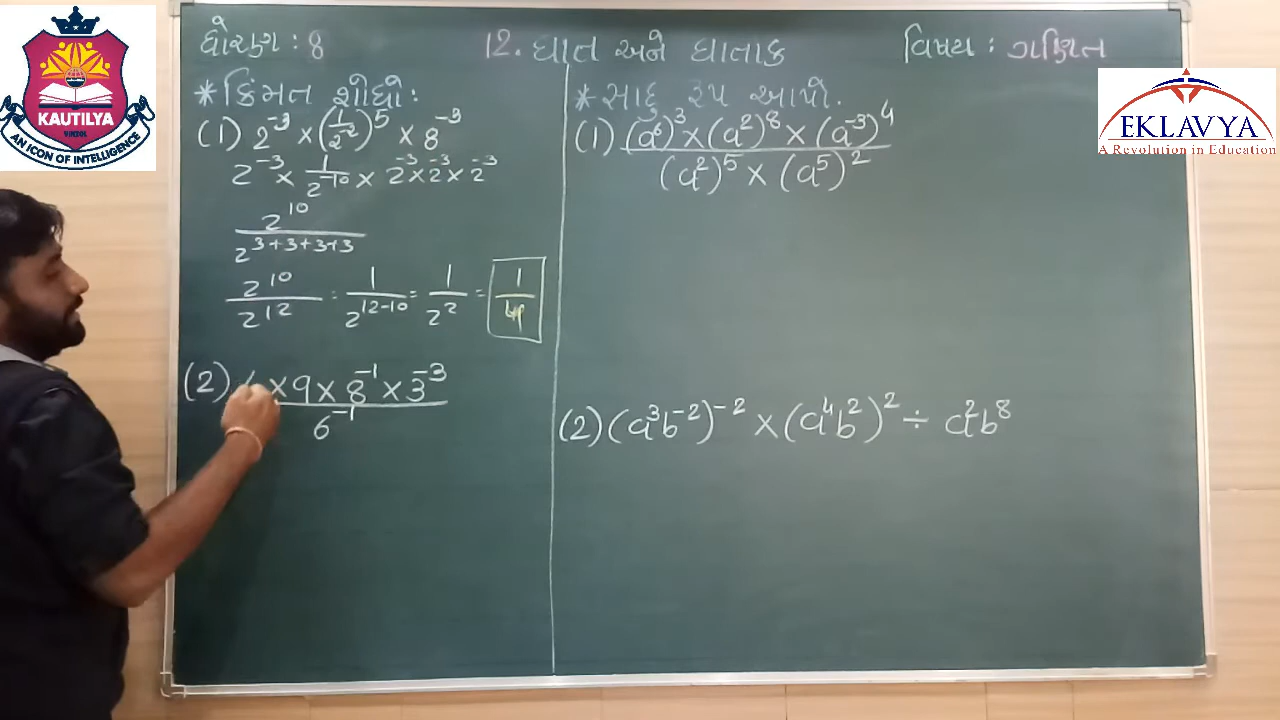 KAUTILYA
VINZOL
AN ICON OF INTELLIGENCE
ધોરણ : 8
12. ઘાત અને ઘાતાંક
વિષય : ગણિત
EKLAVYA
A Revolution in Education
* કિંમત શોધો :
(1) 2⁻³ × (1/2⁻²)⁵ × 8⁻³
2⁻³ × 1/2⁻¹⁰ × 2⁻³ × 2⁻³ × 2⁻³
2¹⁰ / 2³⁺³⁺³⁺³
2¹⁰ / 2¹² = 1 / 2¹²⁻¹⁰ = 1 / 2² = 1/4
(2) × 9 × 8⁻¹ × 3⁻³ / 6⁻¹
* સાદુ રૂપ આપો.
(1) (a⁶)³ × (a²)⁸ × (a⁻³)⁴ / (a²)⁵ × (a⁵)²
(2) (a³b⁻²)⁻² × (a⁴b²)² ÷ a²b⁸